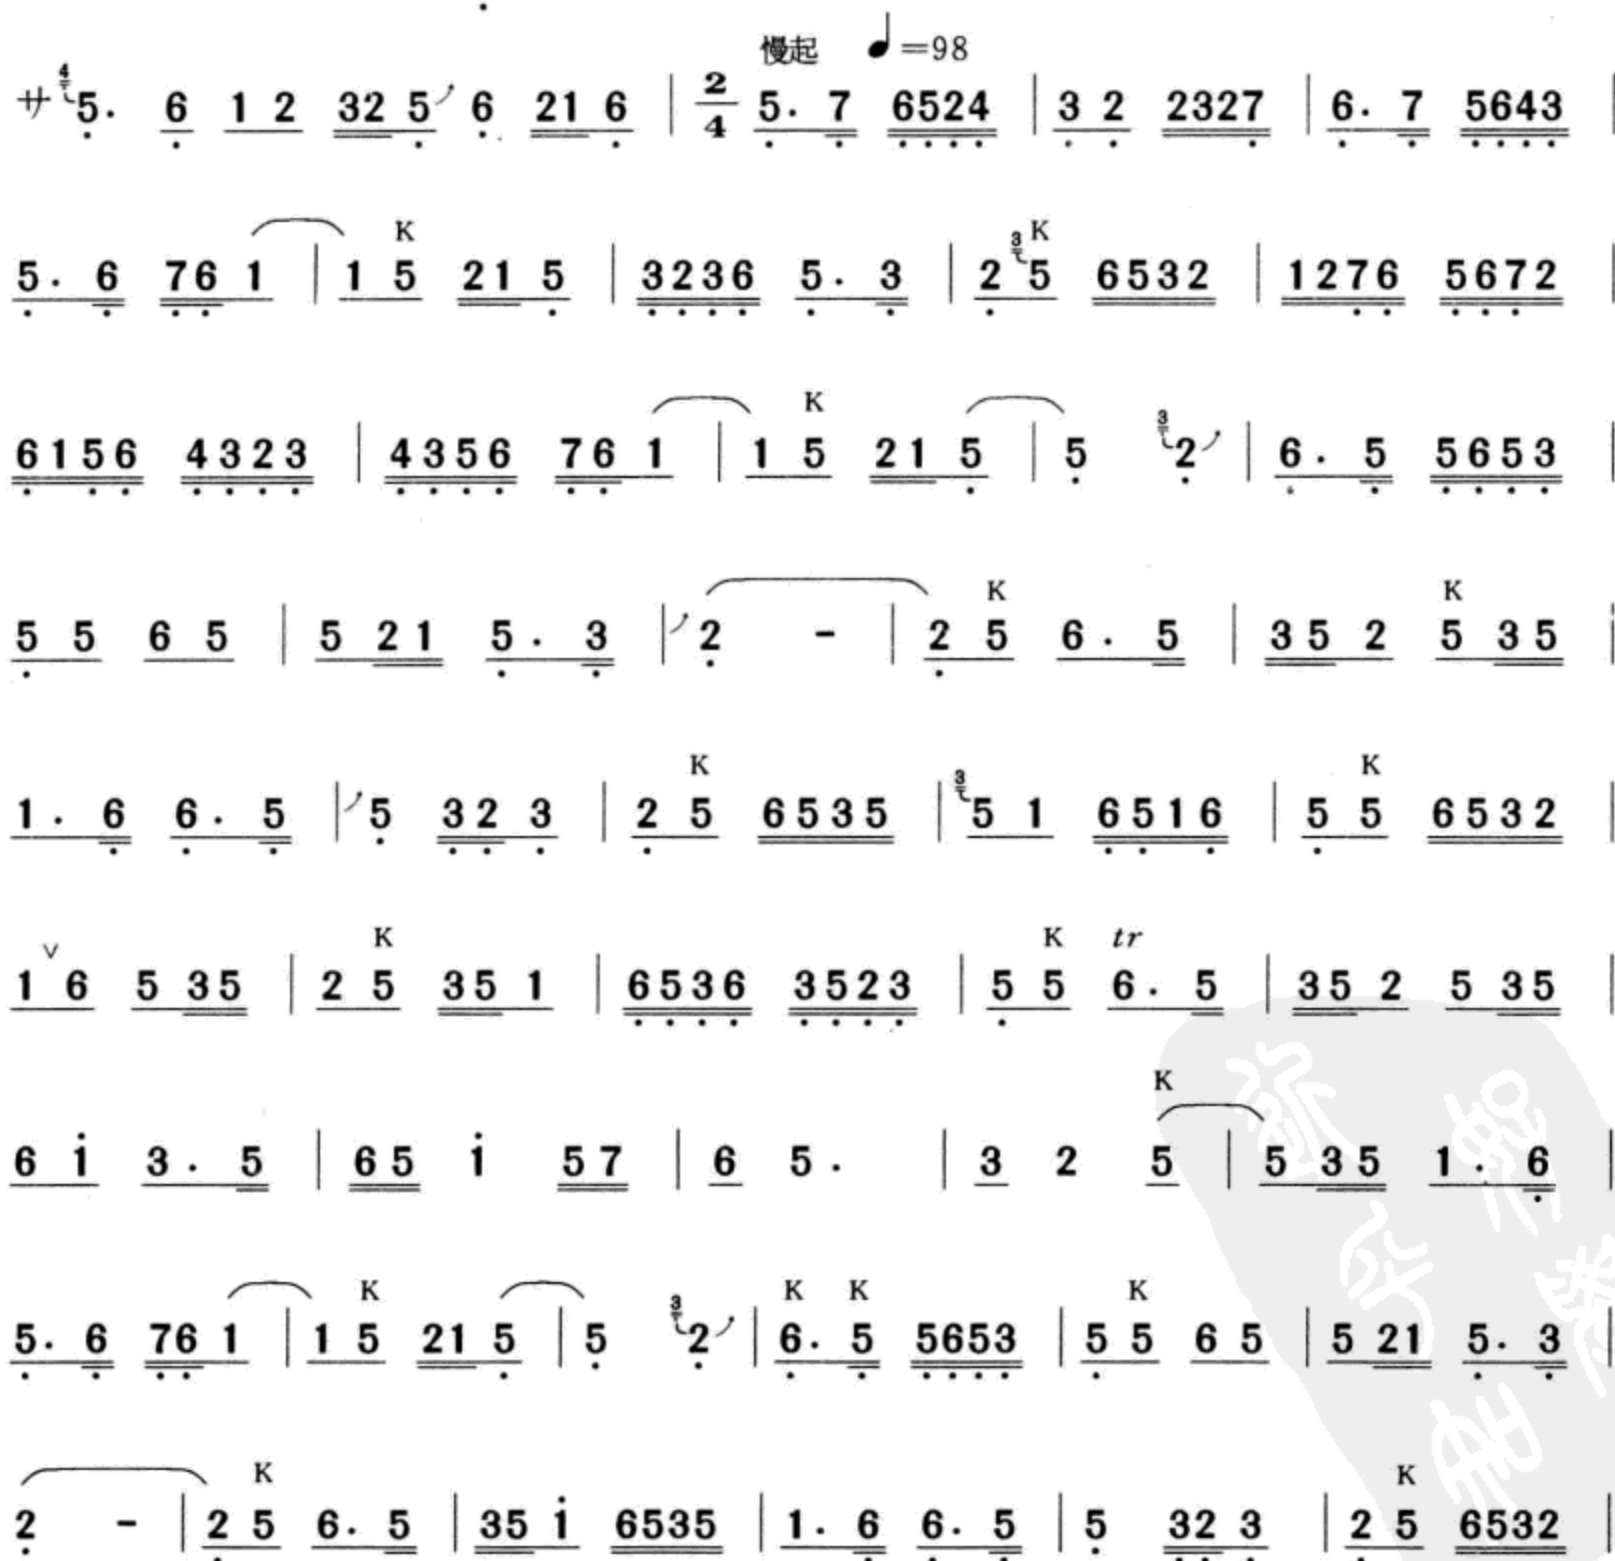 慢起 ♩=98
サ 4 5. 6 1 2 32 5 6 21 6 | 2/4 5. 7 6524 | 3 2 2327 | 6. 7 5643 |
K 3 K
5. 6 76 1 | 1 5 21 5 | 3236 5. 3 | 2 5 6532 | 1276 5672 |
K 3
6156 4323 | 4356 76 1 | 1 5 21 5 | 5 2 | 6. 5 5653 |
K K
5 5 6 5 | 5 21 5. 3 | 2 - | 2 5 6. 5 | 35 2 5 35 |
K 3 K
1. 6 6. 5 | 5 32 3 | 2 5 6535 | 5 1 6516 | 5 5 6532 |
∨ K K tr
1 6 5 35 | 2 5 35 1 | 6536 3523 | 5 5 6. 5 | 35 2 5 35 |
K
6 i 3. 5 | 65 i 57 | 6 5. | 3 2 5 | 5 35 1. 6 |
K 3 K K K
5. 6 76 1 | 1 5 21 5 | 5 2 | 6. 5 5653 | 5 5 6 5 | 5 21 5. 3 |
K K
2 - | 2 5 6. 5 | 35 i 6535 | 1. 6 6. 5 | 5 32 3 | 2 5 6532 |